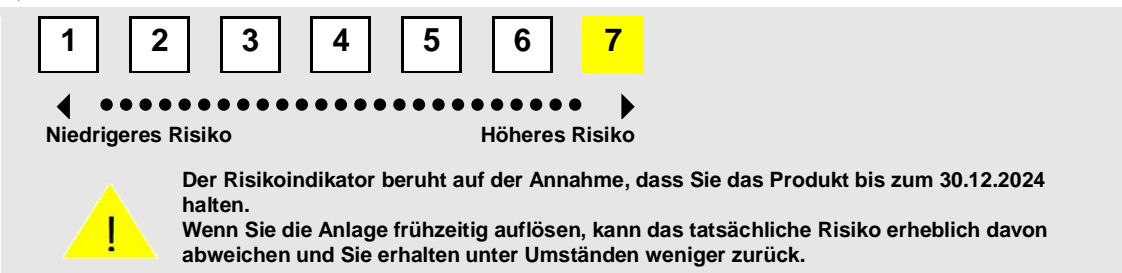 1 2 3 4 5 6 7
Niedrigeres Risiko Höheres Risiko
Der Risikoindikator beruht auf der Annahme, dass Sie das Produkt bis zum 30.12.2024
halten.
Wenn Sie die Anlage frühzeitig auflösen, kann das tatsächliche Risiko erheblich davon
abweichen und Sie erhalten unter Umständen weniger zurück.
!